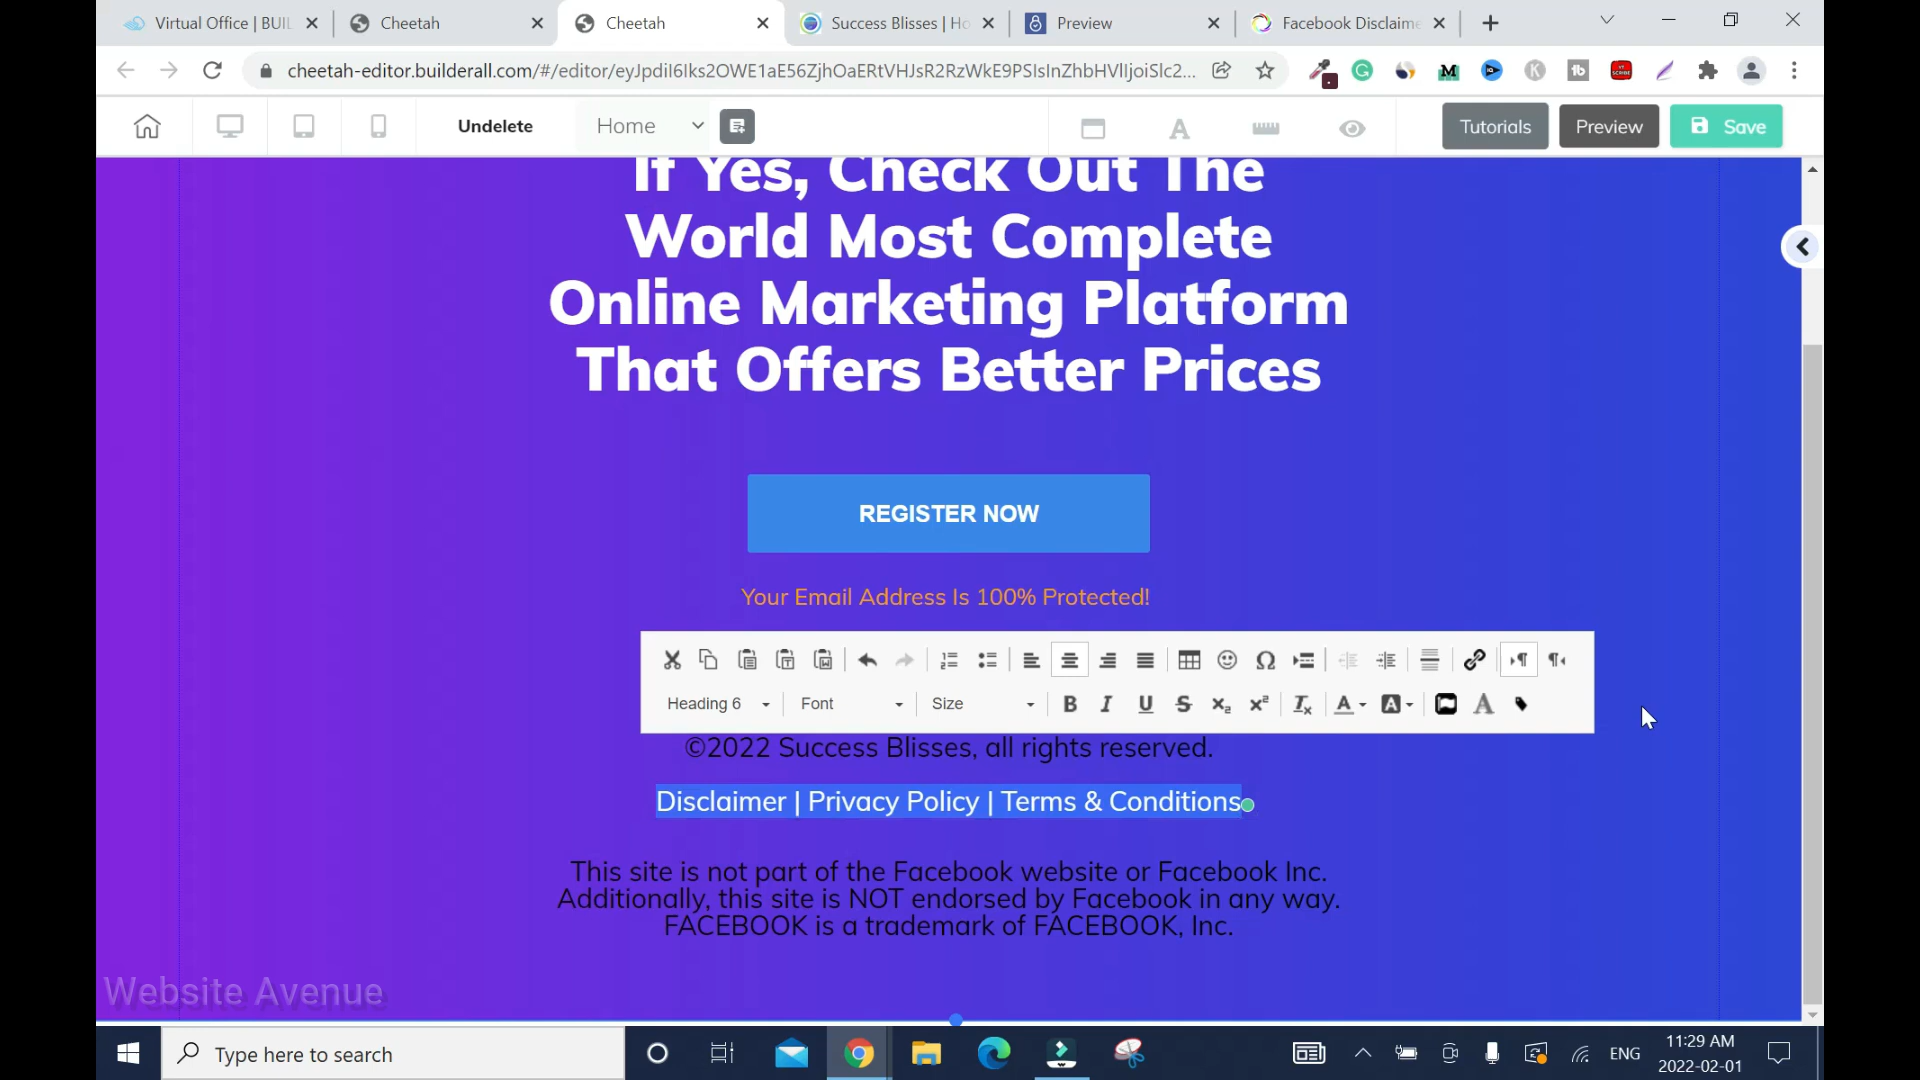 Virtual Office | BUIL
Cheetah
Cheetah
Success Blisses | Ho
Preview
Facebook Disclaime
cheetah-editor.builderall.com/#/editor/eyJpdiI6Iks2OWE1aE56ZjhOaERtVHJsR2RzWkE9PSIsInZhbHVlIjoiSlc2...
Undelete
Home
Tutorials
Preview
Save
If Yes, Check Out The
World Most Complete
Online Marketing Platform
That Offers Better Prices
REGISTER NOW
Your Email Address Is 100% Protected!
Heading 6
Font
Size
©2022 Success Blisses, all rights reserved.
Disclaimer | Privacy Policy | Terms & Conditions
This site is not part of the Facebook website or Facebook Inc.
Additionally, this site is NOT endorsed by Facebook in any way.
FACEBOOK is a trademark of FACEBOOK, Inc.
Website Avenue
Type here to search
ENG
11:29 AM
2022-02-01